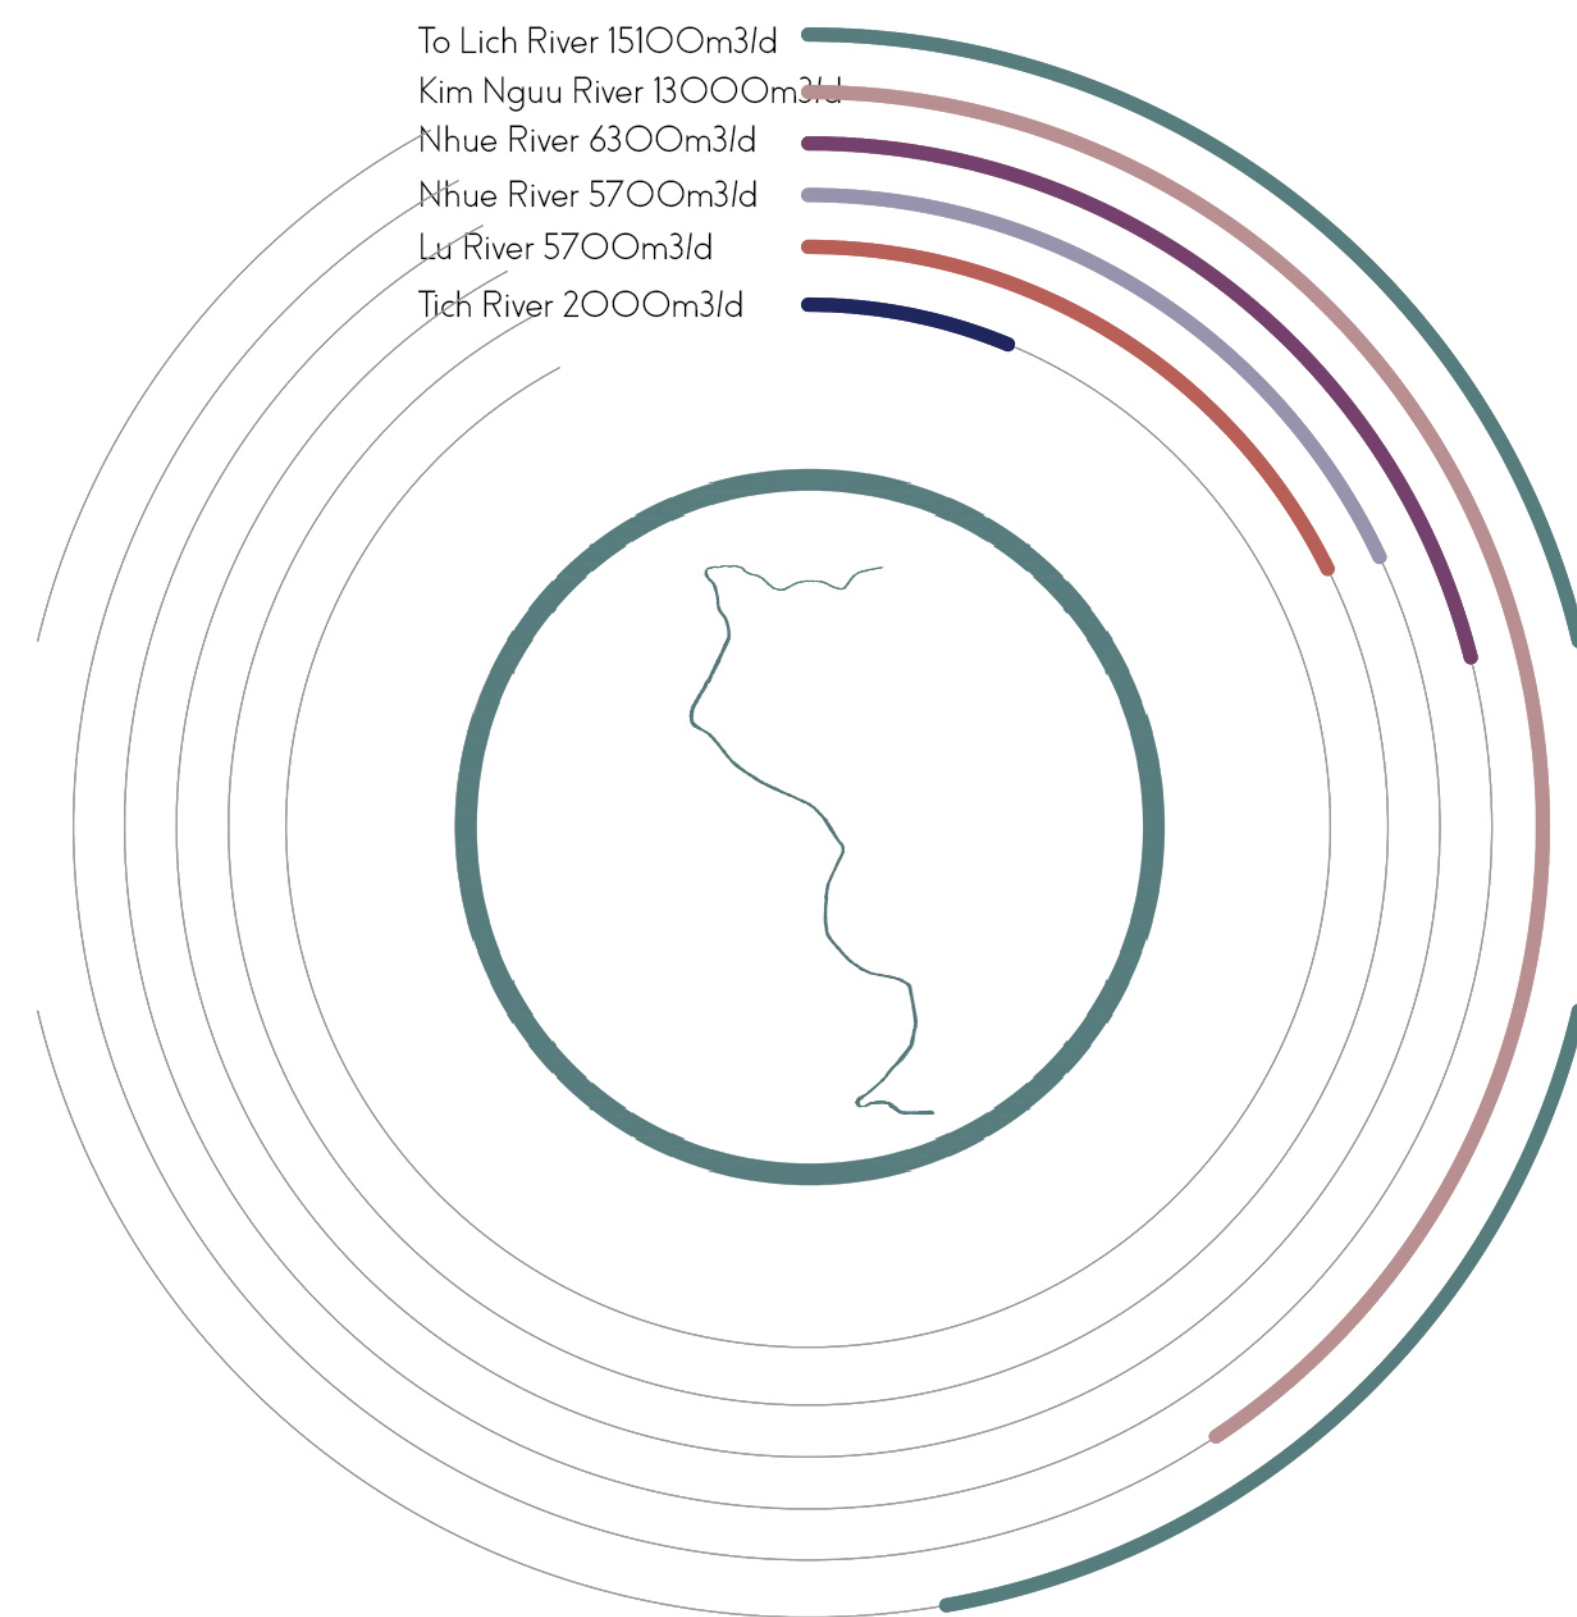 To Lich River 15100m3/d
Kim Nguu River 13000m3/d
Nhue River 6300m3/d
Nhue River 5700m3/d
Lu River 5700m3/d
Tich River 2000m3/d